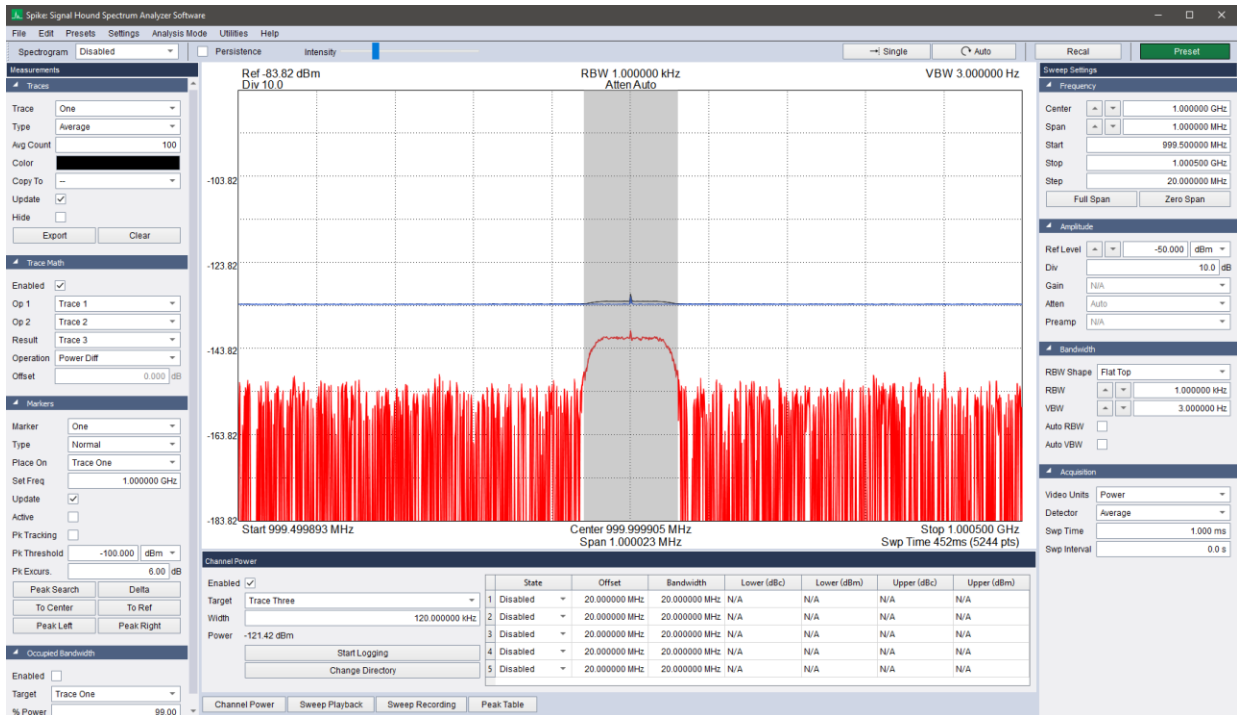 Spike: Signal Hound Spectrum Analyzer Software
File Edit Presets Settings Analysis Mode Utilities Help
Spectrogram Disabled Persistence Intensity Single Auto Recal Preset
Measurements
Traces
Trace One
Type Average
Avg Count 100
Color
Copy To --
Update
Hide
Export Clear
Trace Math
Enabled
Op 1 Trace 1
Op 2 Trace 2
Result Trace 3
Operation Power Diff
Offset 0.000 dB
Markers
Marker One
Type Normal
Place On Trace One
Set Freq 1.000000 GHz
Update
Active
Pk Tracking
Pk Threshold -100.000 dBm
Pk Excurs. 6.00 dB
Peak Search Delta
To Center To Ref
Peak Left Peak Right
Occupied Bandwidth
Enabled
Target Trace One
% Power 99.00
Ref -83.82 dBm RBW 1.000000 kHz VBW 3.000000 Hz
Div 10.0 Atten Auto
-103.82
-123.82
-143.82
-163.82
-183.82
Start 999.499893 MHz Center 999.999905 MHz Stop 1.000500 GHz
Span 1.000023 MHz Swp Time 452ms (5244 pts)
Channel Power
Enabled
Target Trace Three
Width 120.000000 kHz
Power -121.42 dBm
Start Logging
Change Directory
State Offset Bandwidth Lower (dBc) Lower (dBm) Upper (dBc) Upper (dBm)
1 Disabled 20.000000 MHz 20.000000 MHz N/A N/A N/A N/A
2 Disabled 20.000000 MHz 20.000000 MHz N/A N/A N/A N/A
3 Disabled 20.000000 MHz 20.000000 MHz N/A N/A N/A N/A
4 Disabled 20.000000 MHz 20.000000 MHz N/A N/A N/A N/A
5 Disabled 20.000000 MHz 20.000000 MHz N/A N/A N/A N/A
Channel Power Sweep Playback Sweep Recording Peak Table
Sweep Settings
Frequency
Center 1.000000 GHz
Span 1.000000 MHz
Start 999.500000 MHz
Stop 1.000500 GHz
Step 20.000000 MHz
Full Span Zero Span
Amplitude
Ref Level -50.000 dBm
Div 10.0 dB
Gain N/A
Atten Auto
Preamp N/A
Bandwidth
RBW Shape Flat Top
RBW 1.000000 kHz
VBW 3.000000 Hz
Auto RBW
Auto VBW
Acquisition
Video Units Power
Detector Average
Swp Time 1.000 ms
Swp Interval 0.0 s